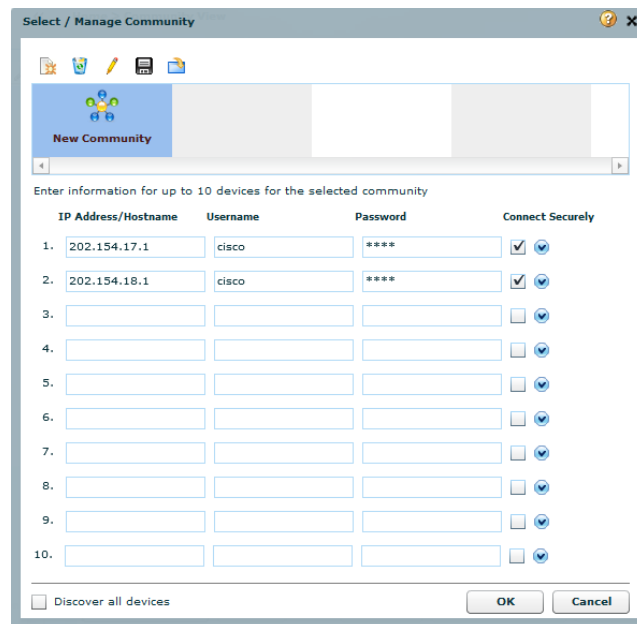 Select / Manage Community
New Community
Enter information for up to 10 devices for the selected community
IP Address/Hostname Username Password Connect Securely
1. 202.154.17.1 cisco ****
2. 202.154.18.1 cisco ****
3.
4.
5.
6.
7.
8.
9.
10.
Discover all devices OK Cancel